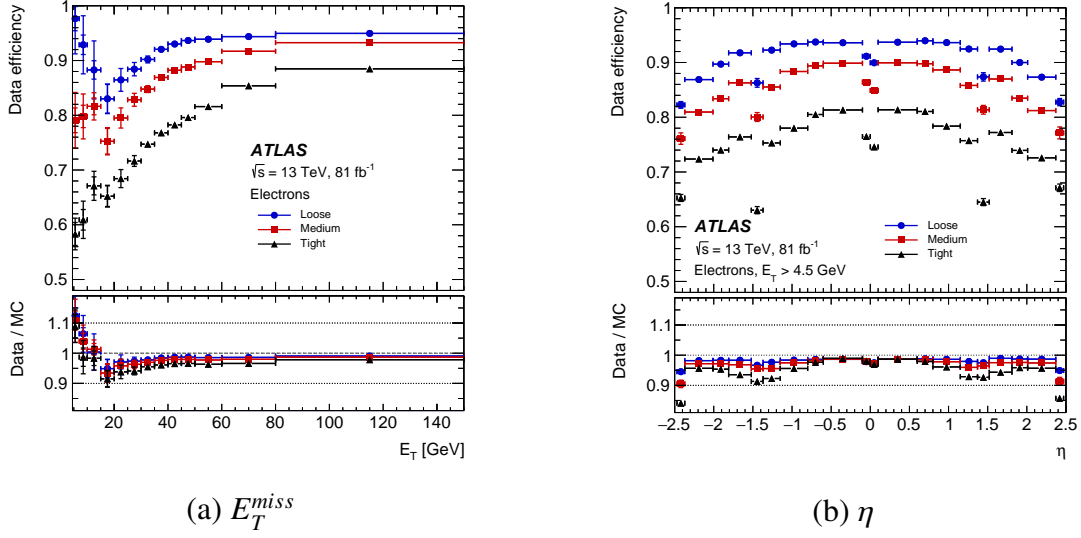 Data efficiency
1
0.9
0.8
0.7
0.6
0.5
ATLAS
√s = 13 TeV, 81 fb⁻¹
Electrons
Loose
Medium
Tight
Data / MC
1.1
1
0.9
20 40 60 80 100 120 140
E_T [GeV]
(a) E_T^{miss}
Data efficiency
1
0.9
0.8
0.7
0.6
0.5
ATLAS
√s = 13 TeV, 81 fb⁻¹
Electrons, E_T > 4.5 GeV
Loose
Medium
Tight
Data / MC
1.1
1
0.9
−2.5 −2 −1.5 −1 −0.5 0 0.5 1 1.5 2 2.5
η
(b) η